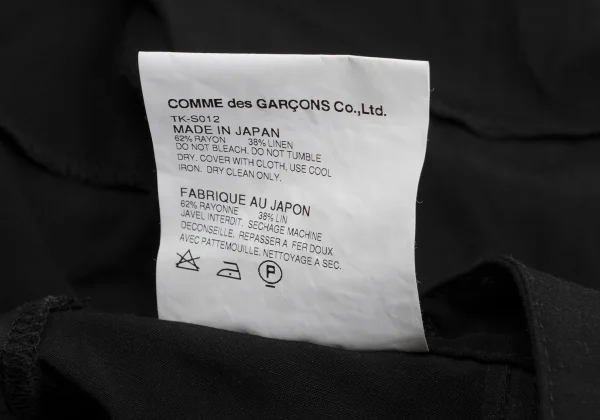 COMME des GARÇONS Co.,Ltd.
TK-S012
MADE IN JAPAN
62% RAYON 38% LINEN
DO NOT BLEACH. DO NOT TUMBLE
DRY. COVER WITH CLOTH, USE COOL
IRON. DRY CLEAN ONLY.
FABRIQUE AU JAPON
62% RAYONNE 38% LIN
JAVEL INTERDIT. SECHAGE MACHINE
DECONSEILLE. REPASSER A FER DOUX
AVEC PATTEMOUILLE. NETTOYAGE A SEC.
P